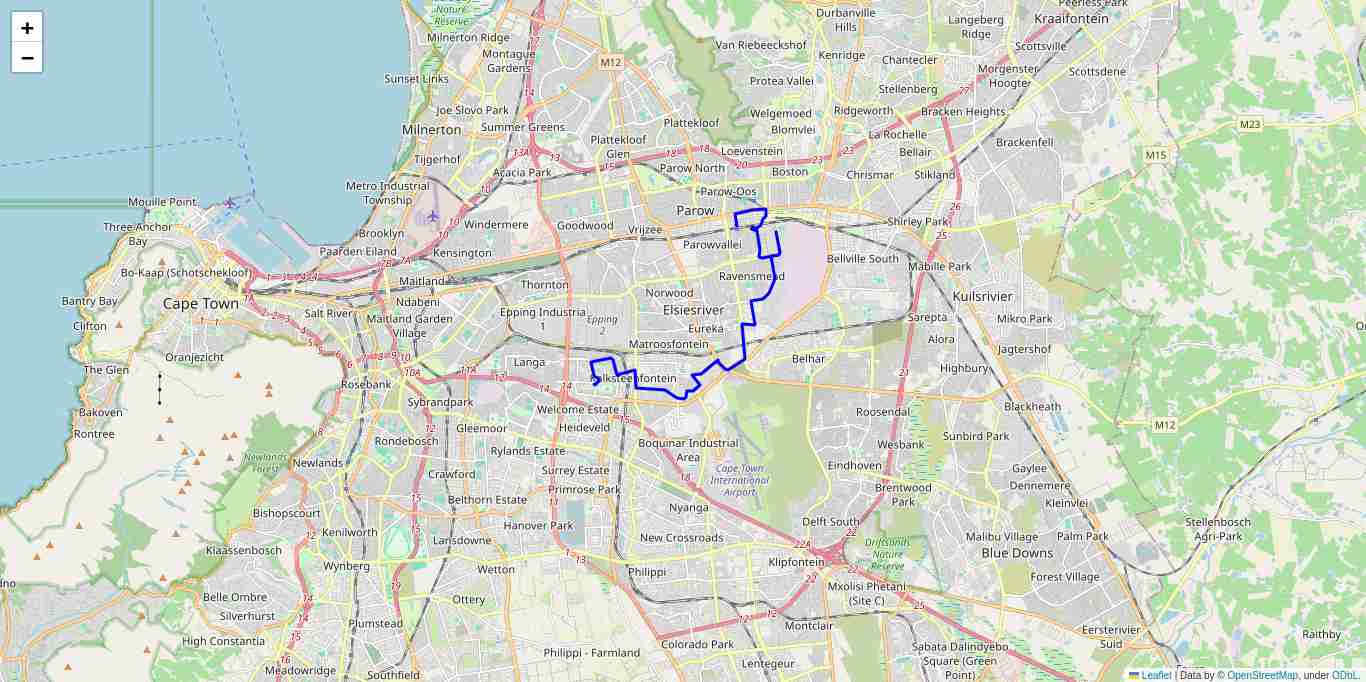 +
−
Nature
Reserve
Milnerton Ridge
Montague
Gardens
Sunset Links
Joe Slovo Park
Summer Greens
Milnerton
Tijgerhof
Acacia Park
Metro Industrial
Township
M12
Van Riebeeckshof
Durbanville
Hills
Kenridge
Chantecler
Protea Vallei
Plattekloof
Plattekloof
Glen
Welgemoed
Blomvlei
Loevenstein
Boston
Parow North
Parow-Oos
Parow
Peerless Park
Kraaifontein
Langeberg
Ridge
Scottsville
Morgenster
Hoogte
Scottsdene
Stellenberg
Ridgeworth
Bracken Heights
La Rochelle
Bellair
Brackenfell
Chrismar
Stikland
M23
M15
Mouille Point
Three Anchor
Bay
Bo-Kaap (Schotschekloof)
Bantry Bay
Cape Town
Clifton
Oranjezicht
The Glen
Bakoven
Rontree
Brooklyn
Paarden Eiland
Windermere
Kensington
Maitland
Ndabeni
Salt River
Maitland Garden
Village
Goodwood
Vrijzee
Parowvallei
Thornton
Norwood
Ravensmead
Elsiesriver
Epping Industria
1
Epping
2
Eureka
Matroosfontein
Langa
Kalksteenfontein
Shirley Park
Bellville South
Mabille Park
Kuilsrivier
Sarepta
Mikro Park
Alora
Jagtershof
Belhar
Highbury
Rosebank
Sybrandpark
Rondebosch
Newlands
Newlands
Forest
Crawford
Belthorn Estate
Bishopscourt
Kenilworth
Klaassenbosch
Lansdowne
Wynberg
Wetton
Belle Ombre
Silverhurst
Ottery
Plumstead
High Constantia
Meadowridge
Southfield
Welcome Estate
Heideveld
Gleemoor
Rylands Estate
Surrey Estate
Primrose Park
Hanover Park
Boquinar Industrial
Area
Cape Town
International
Airport
Nyanga
New Crossroads
Philippi
Philippi - Farmland
Colorado Park
Lentegeur
Montclair
Klipfontein
Delft South
Mxolisi Phetani
(Site C)
Driftsands
Nature
Reserve
Roosendal
Wesbank
Eindhoven
Brentwood
Park
Blackheath
M12
Sunbird Park
Gaylee
Dennemere
Kleinvlei
Malibu Village
Palm Park
Blue Downs
Forest Village
Stellenbosch
Agri-Park
Eersterivier
Suid
Raithby
Sabata Dalindyebo
Square (Green
Point)
Leaflet | Data by © OpenStreetMap, under ODbL.